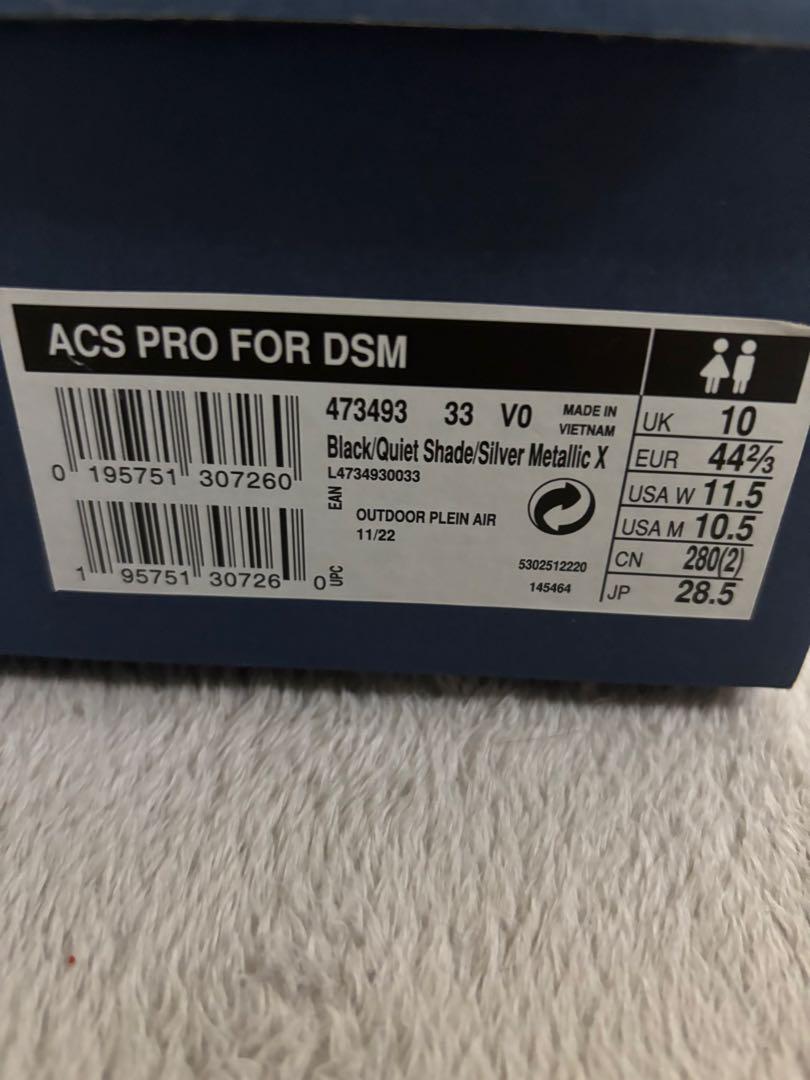 ACS PRO FOR DSM
0 195751 307260
1 95751 30726 0
EAN
UPC
473493 33 V0 MADE IN VIETNAM
Black/Quiet Shade/Silver Metallic X
L4734930033
OUTDOOR PLEIN AIR
11/22
5302512220
145464
UK 10
EUR 44⅔
USA W 11.5
USA M 10.5
CN 280(2)
JP 28.5